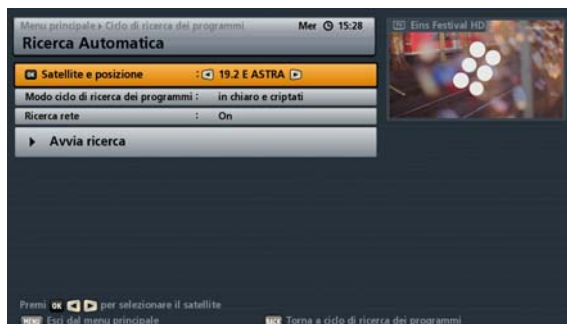 Menu principale ▸ Ciclo di ricerca dei programmi Mer 15:28
Ricerca Automatica
TV Eins Festival HD
OK Satellite e posizione : ◀ 19.2 E ASTRA ▶
Modo ciclo di ricerca dei programmi : in chiaro e criptati
Ricerca rete : On
▸ Avvia ricerca
Premi OK ◀ ▶ per selezionare il satellite
MENU Esci dal menu principale BACK Torna a ciclo di ricerca dei programmi